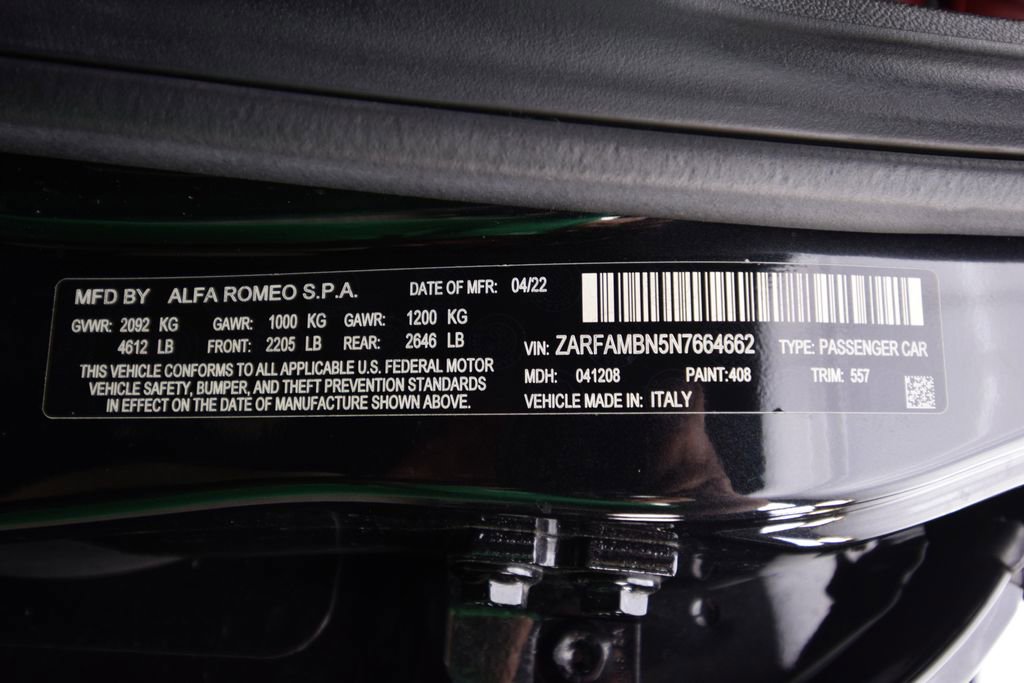 MFD BY ALFA ROMEO S.P.A. DATE OF MFR: 04/22
GVWR: 2092 KG GAWR: 1000 KG GAWR: 1200 KG
4612 LB FRONT: 2205 LB REAR: 2646 LB
THIS VEHICLE CONFORMS TO ALL APPLICABLE U.S. FEDERAL MOTOR
VEHICLE SAFETY, BUMPER, AND THEFT PREVENTION STANDARDS
IN EFFECT ON THE DATE OF MANUFACTURE SHOWN ABOVE.
VIN: ZARFAMBN5N7664662 TYPE: PASSENGER CAR
MDH: 041208 PAINT:408 TRIM: 557
VEHICLE MADE IN: ITALY